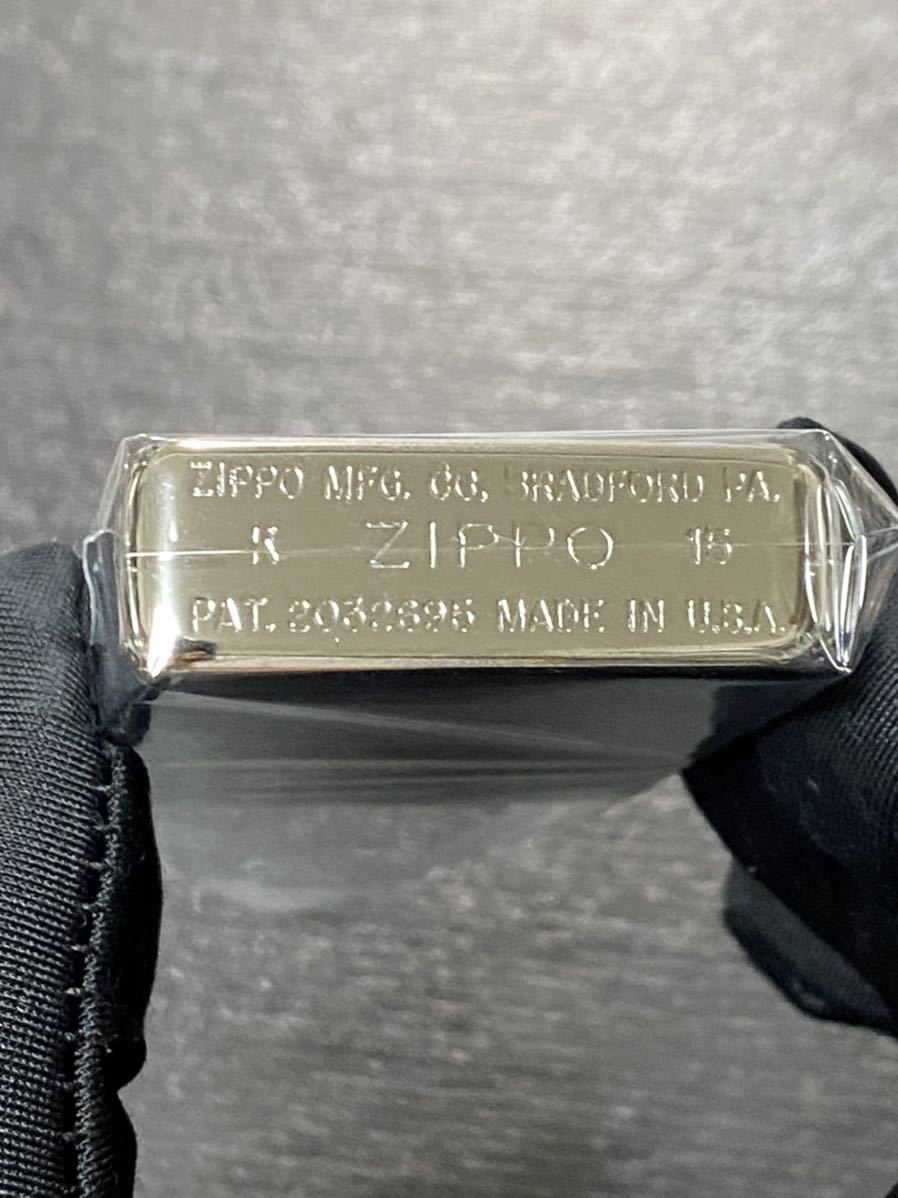 ZIPPO MFG. CO. BRADFORD PA.
K ZIPPO 15
PAT. 2032695 MADE IN U.S.A.